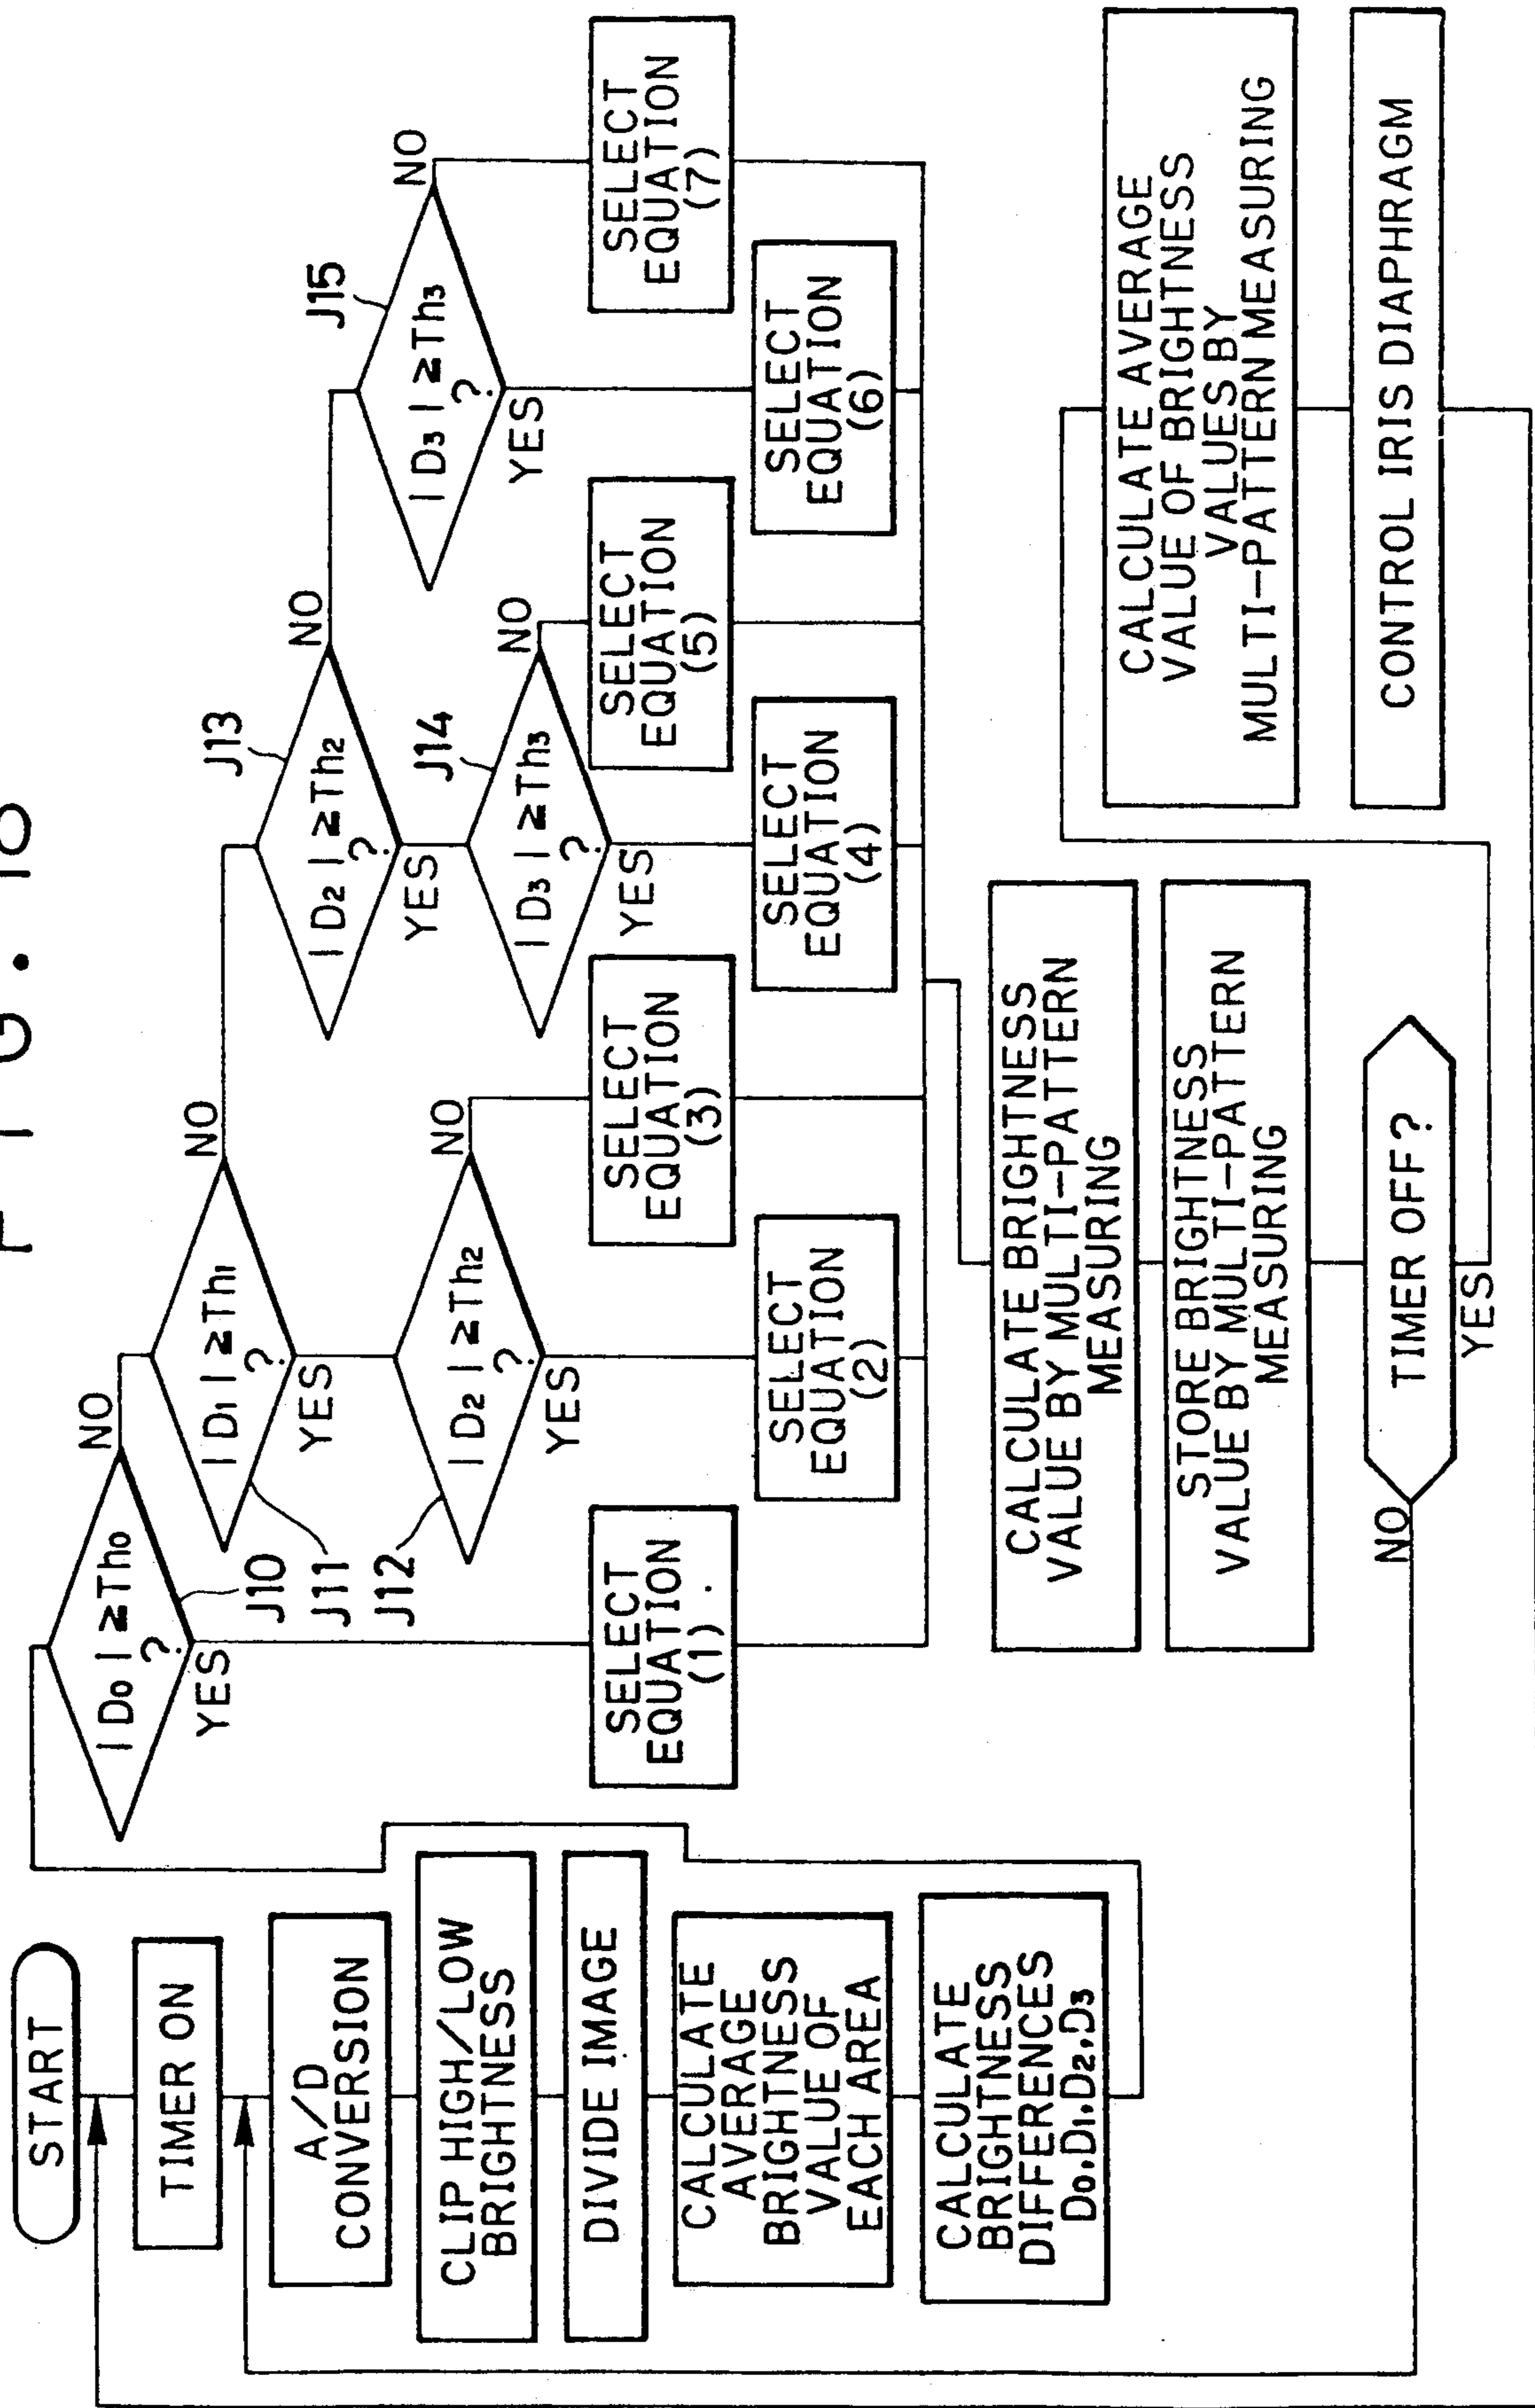 START
TIMER ON
A/D
CONVERSION
CLIP HIGH/LOW
BRIGHTNESS
DIVIDE IMAGE
CALCULATE
AVERAGE
BRIGHTNESS
VALUE OF
EACH AREA
CALCULATE
BRIGHTNESS
DIFFERENCES
D₀,D₁,D₂,D₃
|D₀|≥Th₀
?
NO
YES
J10
|D₁|≥Th₁
?
NO
YES
J11
|D₂|≥Th₂
?
NO
YES
J12
|D₂|≥Th₂
?
NO
YES
J13
|D₃|≥Th₃
?
NO
YES
J14
|D₃|≥Th₃
?
NO
YES
J15
SELECT
EQUATION
(1)
SELECT
EQUATION
(2)
SELECT
EQUATION
(3)
SELECT
EQUATION
(4)
SELECT
EQUATION
(5)
SELECT
EQUATION
(6)
SELECT
EQUATION
(7)
CALCULATE BRIGHTNESS
VALUE BY MULTI-PATTERN
MEASURING
STORE BRIGHTNESS
VALUE BY MULTI-PATTERN
MEASURING
TIMER OFF?
NO
YES
CALCULATE AVERAGE
VALUE OF BRIGHTNESS
VALUES BY
MULTI-PATTERN MEASURING
CONTROL IRIS DIAPHRAGM